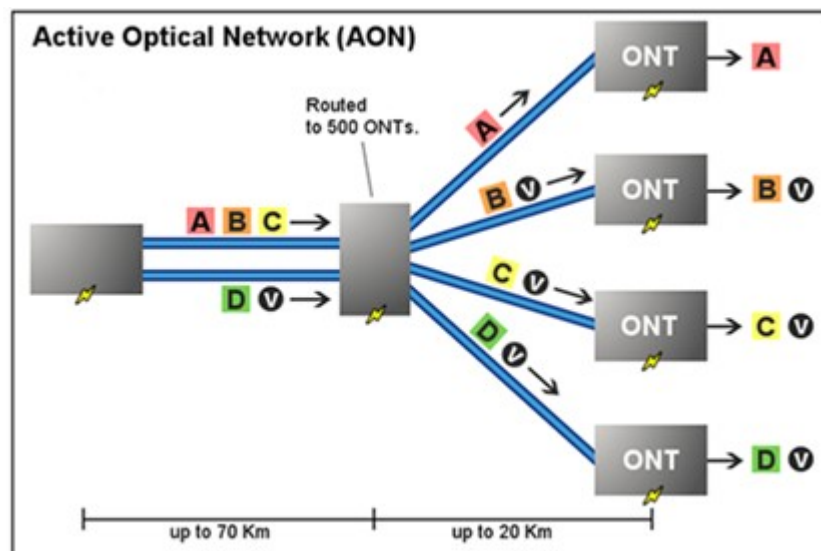 Active Optical Network (AON)
Routed
to 500 ONTs.
A B C
D V
A
B V
C V
D V
ONT
A
ONT
B V
ONT
C V
ONT
D V
up to 70 Km
up to 20 Km